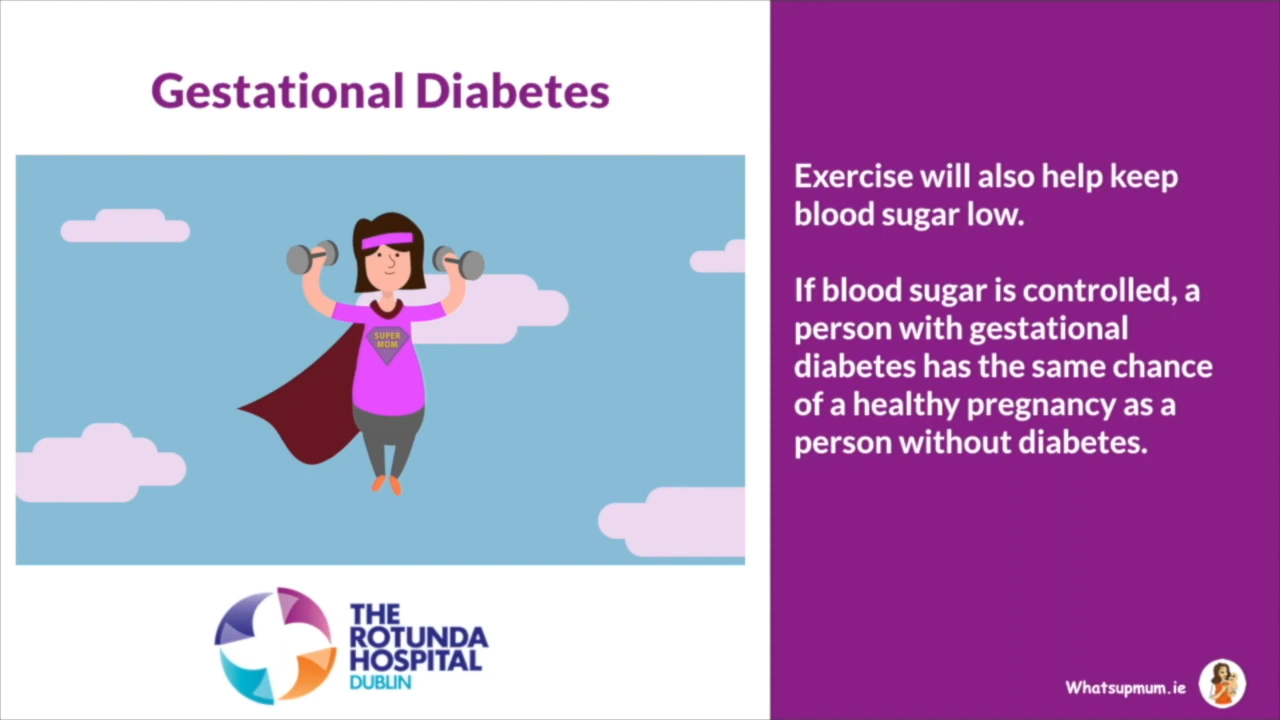 Gestational Diabetes
SUPER
MOM
THE
ROTUNDA
HOSPITAL
DUBLIN
Exercise will also help keep
blood sugar low.
If blood sugar is controlled, a
person with gestational
diabetes has the same chance
of a healthy pregnancy as a
person without diabetes.
Whatsupmum.ie